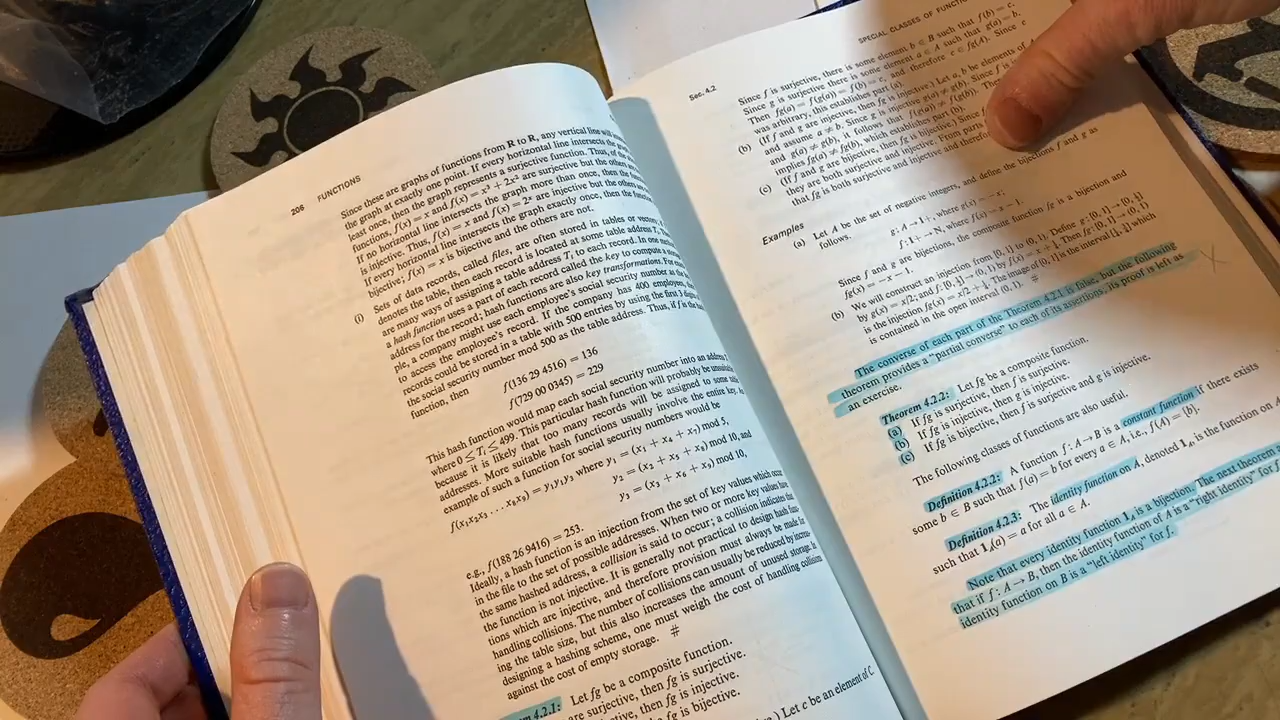 206 FUNCTIONS
Since these are graphs of functions from R to R, any vertical line will
the graph at exactly one point. If every horizontal line intersects the
least once, then the graph represents a surjective function. Thus, of the
functions, f(x) = x and f(x) = x³ + 2x² are surjective but the others
If no horizontal line intersects the graph more than once, then the
is injective. Thus, f(x) = x and f(x) = 2ˣ are injective but the others
If every horizontal line intersects the graph exactly once, then the
bijective; f(x) = x is bijective and the others are not.
(i) Sets of data records, called files, are often stored in tables or
denotes the table, then each record is located at some table address Tᵢ
are many ways of assigning a table address Tᵢ to each record. In one
a hash function uses a part of each record called the key to compute a
address for the record; hash functions are also key transformations. For
ple, a company might use each employee's social security number as the
to access the employee's record. If the company has 400 employees,
records could be stored in a table with 500 entries by using the first 3
the social security number mod 500 as the table address. Thus, if f is the
function, then
f(136 29 4516) = 136
f(729 00 0345) = 229
This hash function would map each social security number into an address
where 0 ≤ Tᵢ ≤ 499. This particular hash function will probably be
because it is likely that too many records will be assigned to some
addresses. More suitable hash functions usually involve the entire key.
example of such a function for social security numbers would be
f(x₁x₂x₃ . . . x₈x₉) = y₁y₂y₃ where y₁ = (x₁ + x₄ + x₇) mod 5,
y₂ = (x₂ + x₅ + x₈) mod 10, and
y₃ = (x₃ + x₆ + x₉) mod 10,
e.g., f(188 26 9416) = 253.
Ideally, a hash function is an injection from the set of key values which occur
in the file to the set of possible addresses. When two or more key values have
the same hashed address, a collision is said to occur; a collision indicates that
the function is not injective. It is generally not practical to design hash
tions which are injective, and therefore provision must always be made
handling collisions. The number of collisions can usually be reduced by increas-
ing the table size, but this also increases the amount of unused storage. In
designing a hashing scheme, one must weigh the cost of handling collisions
against the cost of empty storage. #
4.2.1: Let fg be a composite function.
are surjective, then fg is surjective.
injective, then fg is injective.
then fg is bijective.
Let c be an element of C.
Sec. 4.2 SPECIAL CLASSES OF
Since f is surjective, there is some element b ∈ B such that f(b) = c.
Since g is surjective there is some element a ∈ A such that g(a) = b.
Then fg(a) = f(g(a)) = f(b) = c, and therefore c ∈ fg(A). Since c
was arbitrary, this establishes part (a).
(b) (If f and g are injective, then fg is injective.) Let a, b be elements of
and assume a ≠ b. Since g is injective g(a) ≠ g(b). Since f is
and g(a) ≠ g(b), it follows that f(g(a)) ≠ f(g(b)). Then
implies fg(a) ≠ fg(b), which establishes part (b).
(c) (If f and g are bijective, then fg is bijective.) Since
they are both surjective and injective. From parts
that fg is both surjective and injective and therefore
Examples
(a) Let A be the set of negative integers, and define the bijections f and g as
follows.
g: A → I+, where g(x) = −x;
f: I+ → N, where f(x) = x − 1.
Since f and g are bijections, the composite function fg is a bijection and
fg(x) = −x − 1.
(b) We will construct an injection from [0, 1] to (0, 1). Define g: [0, 1] → [0, ½]
by g(x) = x/2; and f: [0, ½] → (0, 1) by f(x) = x + ¼. Then fg: [0, 1] → (0, 1)
is the injection fg(x) = x/2 + ¼. The image of [0, 1] is the interval [¼, ¾] which
is contained in the open interval (0, 1). #
The converse of each part of the Theorem 4.2.1 is false, but the following
theorem provides a "partial converse" to each of its assertions; its proof is left as
an exercise.
Theorem 4.2.2: Let fg be a composite function.
(a) If fg is surjective, then f is surjective.
(b) If fg is injective, then g is injective.
(c) If fg is bijective, then f is surjective and g is injective.
The following classes of functions are also useful.
Definition 4.2.2: A function f: A → B is a constant function if there exists
some b ∈ B such that f(a) = b for every a ∈ A, i.e., f(A) = {b}.
Definition 4.2.3: The identity function on A, denoted 1A, is the function on
such that 1A(a) = a for all a ∈ A.
Note that every identity function 1A is a bijection. The next theorem
that if f: A → B, then the identity function of A is a "right identity" for
identity function on B is a "left identity" for f.